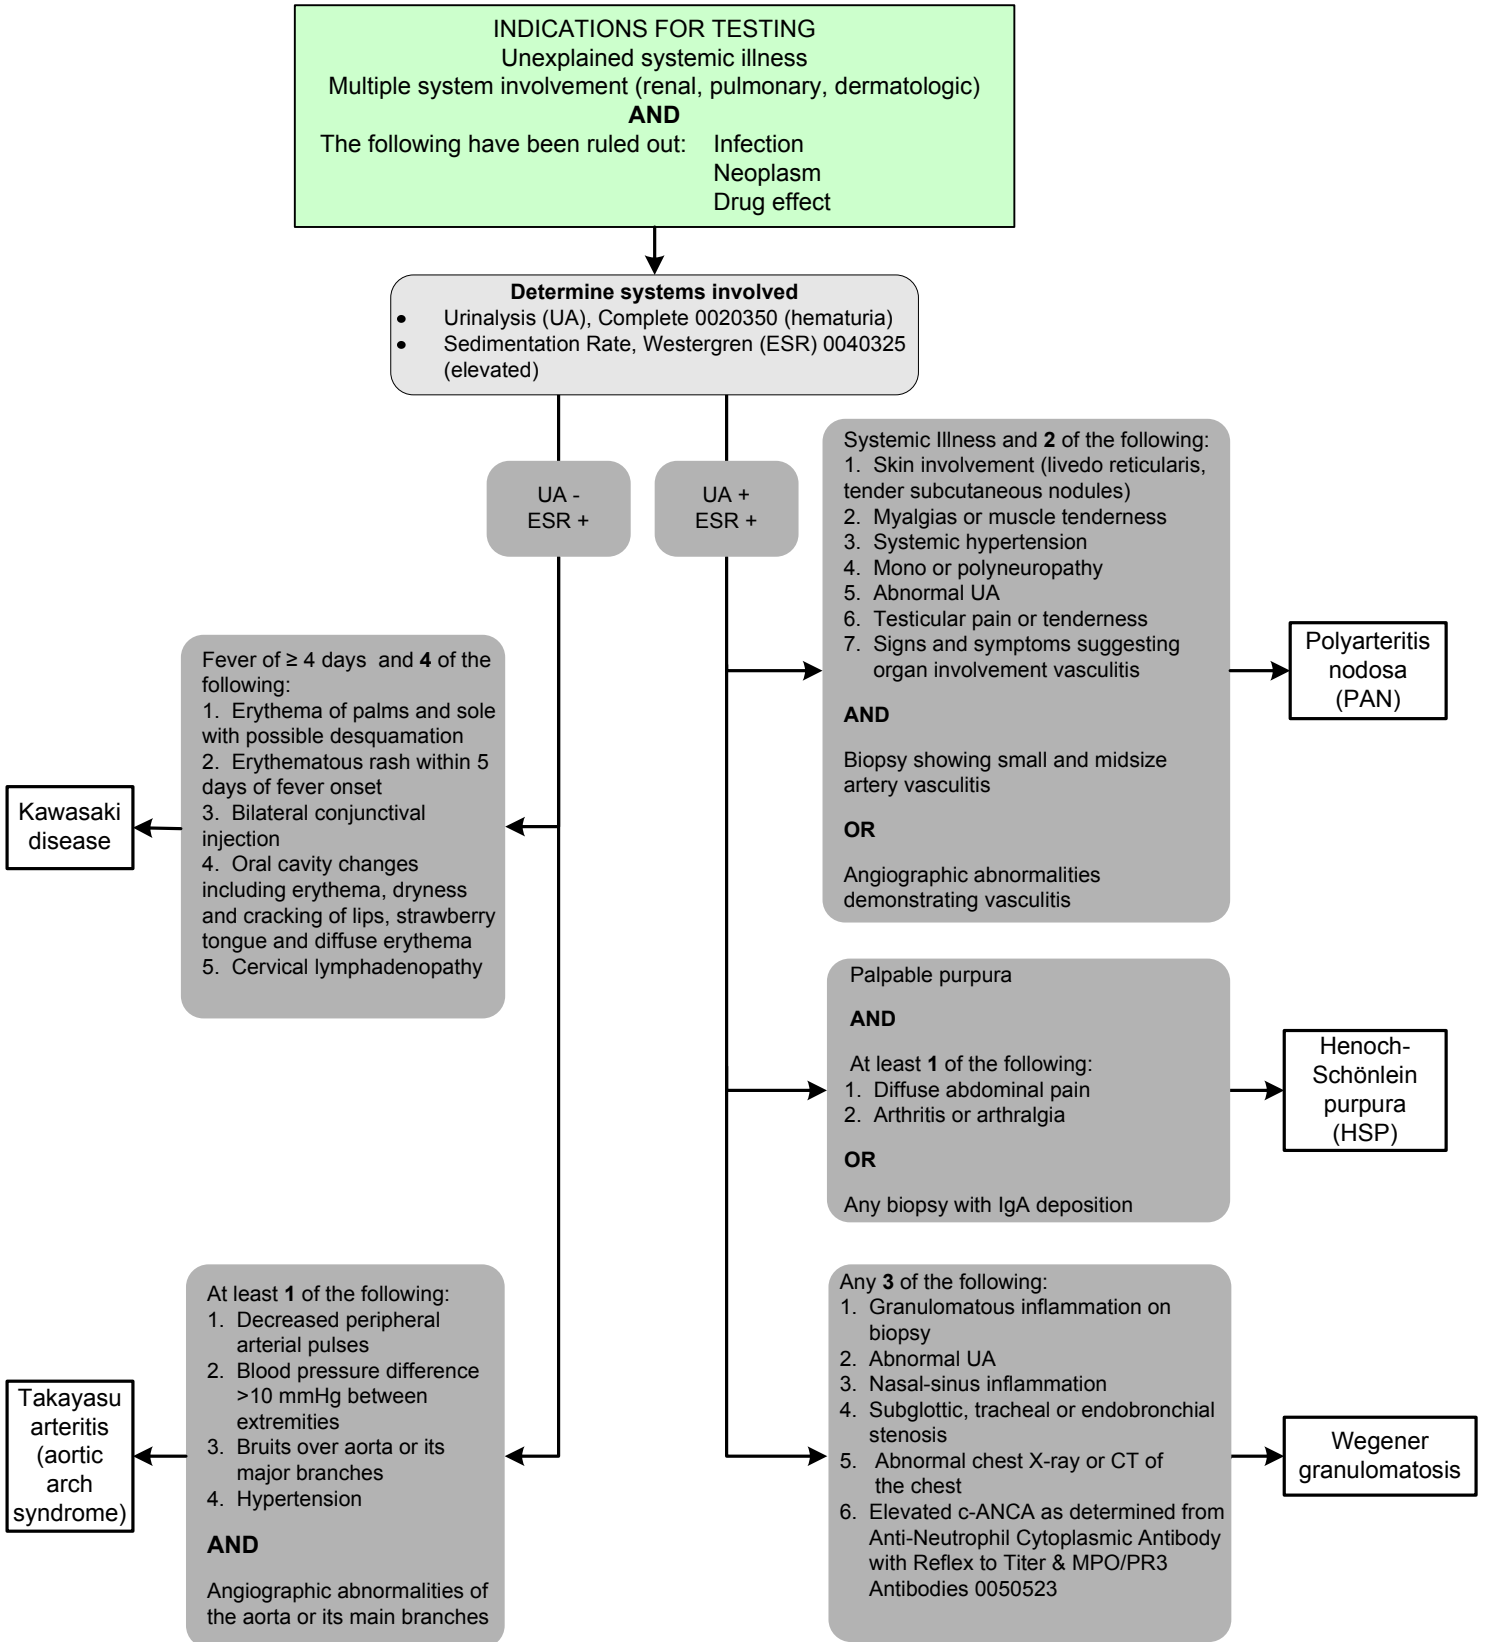 INDICATIONS FOR TESTING
Unexplained systemic illness
Multiple system involvement (renal, pulmonary, dermatologic)
AND
The following have been ruled out: Infection
Neoplasm
Drug effect
Determine systems involved
• Urinalysis (UA), Complete 0020350 (hematuria)
• Sedimentation Rate, Westergren (ESR) 0040325
(elevated)
UA -
ESR +
UA +
ESR +
Systemic Illness and 2 of the following:
1. Skin involvement (livedo reticularis,
tender subcutaneous nodules)
2. Myalgias or muscle tenderness
3. Systemic hypertension
4. Mono or polyneuropathy
5. Abnormal UA
6. Testicular pain or tenderness
7. Signs and symptoms suggesting
organ involvement vasculitis
AND
Biopsy showing small and midsize
artery vasculitis
OR
Angiographic abnormalities
demonstrating vasculitis
Polyarteritis
nodosa
(PAN)
Fever of ≥ 4 days and 4 of the
following:
1. Erythema of palms and sole
with possible desquamation
2. Erythematous rash within 5
days of fever onset
3. Bilateral conjunctival
injection
4. Oral cavity changes
including erythema, dryness
and cracking of lips, strawberry
tongue and diffuse erythema
5. Cervical lymphadenopathy
Kawasaki
disease
Palpable purpura
AND
At least 1 of the following:
1. Diffuse abdominal pain
2. Arthritis or arthralgia
OR
Any biopsy with IgA deposition
Henoch-
Schönlein
purpura
(HSP)
At least 1 of the following:
1. Decreased peripheral
arterial pulses
2. Blood pressure difference
>10 mmHg between
extremities
3. Bruits over aorta or its
major branches
4. Hypertension
AND
Angiographic abnormalities of
the aorta or its main branches
Takayasu
arteritis
(aortic
arch
syndrome)
Any 3 of the following:
1. Granulomatous inflammation on
biopsy
2. Abnormal UA
3. Nasal-sinus inflammation
4. Subglottic, tracheal or endobronchial
stenosis
5. Abnormal chest X-ray or CT of
the chest
6. Elevated c-ANCA as determined from
Anti-Neutrophil Cytoplasmic Antibody
with Reflex to Titer & MPO/PR3
Antibodies 0050523
Wegener
granulomatosis